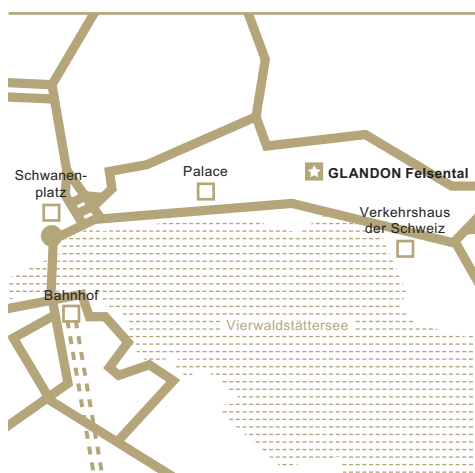 Schwanen-
platz
Palace
GLANDON Felsental
Verkehrshaus
der Schweiz
Bahnhof
Vierwaldstättersee